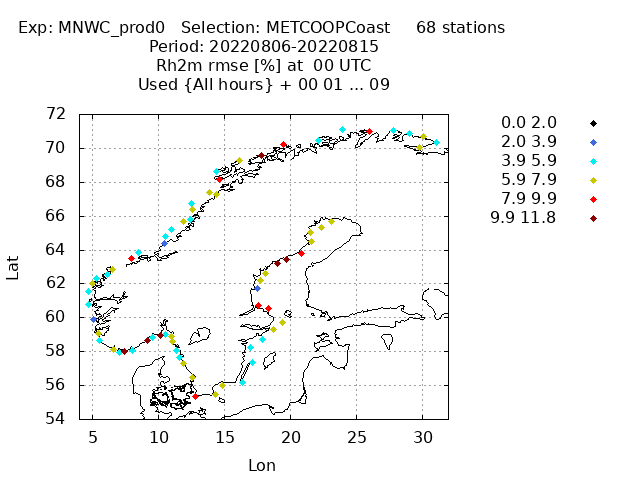 Exp: MNWC_prod0 Selection: METCOOPCoast 68 stations
Period: 20220806-20220815
Rh2m rmse [%] at 00 UTC
Used {All hours} + 00 01 ... 09
72
70
68
66
64
62
60
58
56
54
5 10 15 20 25 30
Lat
Lon
0.0 2.0
2.0 3.9
3.9 5.9
5.9 7.9
7.9 9.9
9.9 11.8